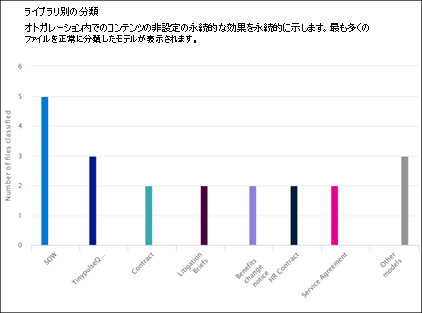 ライブラリ別の分類
オトガレーション内でのコンテンツの非設定の永続的な効果を永続的に示します。最も多くの
ファイルを正常に分類したモデルが表示されます。
Number of files classified
6
5
4
3
2
1
0
SOW
TinypulseQ...
Contract
Litigation
Briefs
Benefits
change
notice
HR Contract
Service Agreement
Other
models